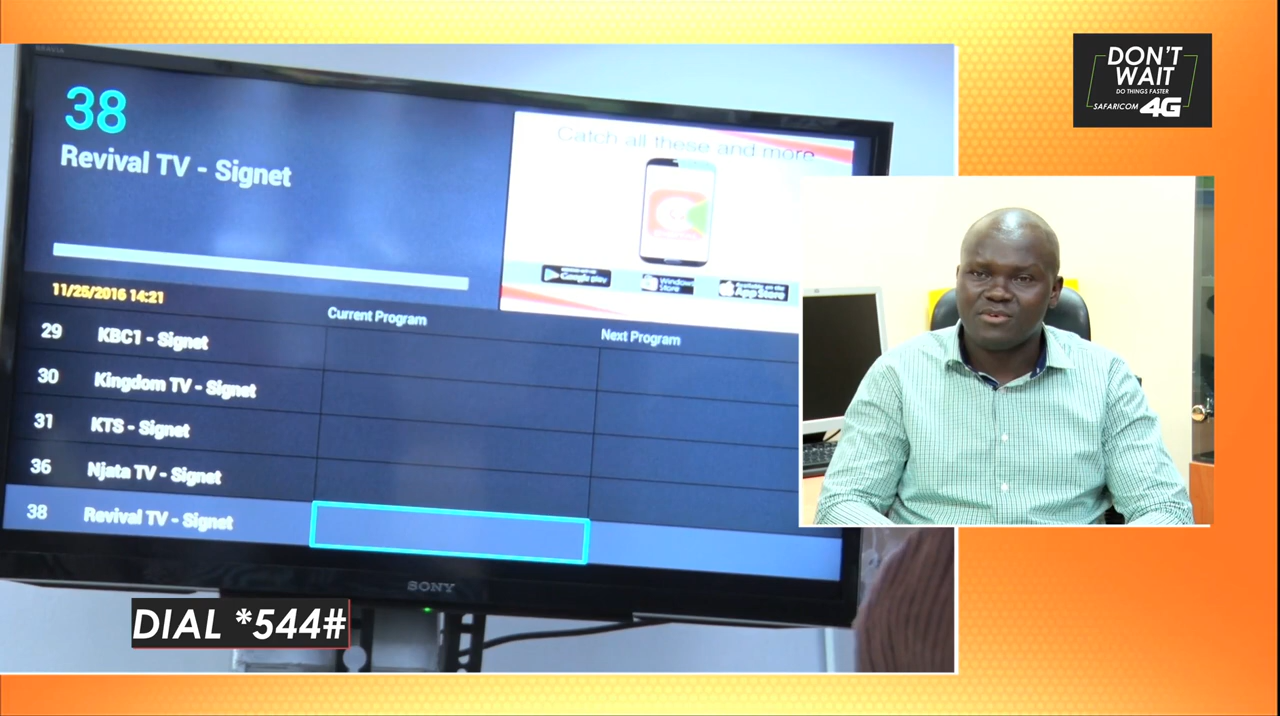 BRAVIA
38
Revival TV - Signet
Catch all these and more
Google play
Windows Store
App Store
11/25/2016 14:21
Current Program
Next Program
29 KBC1 - Signet
30 Kingdom TV - Signet
31 KTS - Signet
36 Njata TV - Signet
38 Revival TV - Signet
SONY
DIAL *544#
DON'T
WAIT
DO THINGS FASTER
SAFARICOM 4G